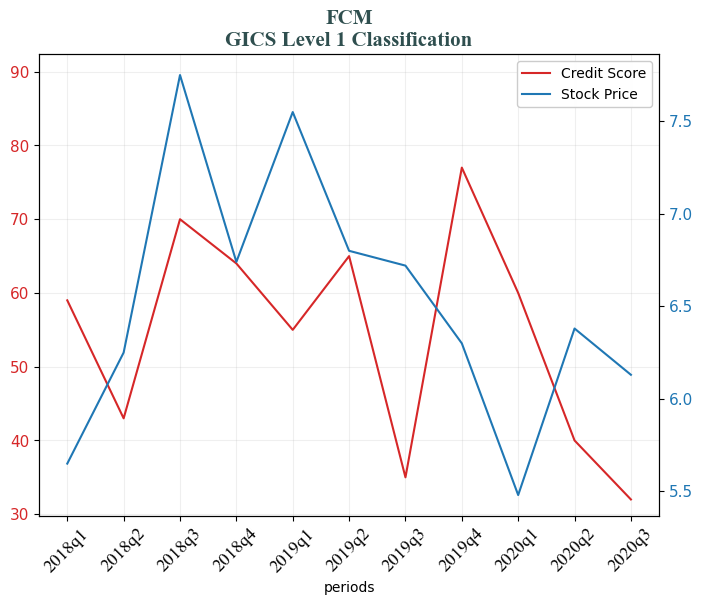 FCM
GICS Level 1 Classification
Credit Score
Stock Price
90
80
70
60
50
40
30
7.5
7.0
6.5
6.0
5.5
2018q1
2018q2
2018q3
2018q4
2019q1
2019q2
2019q3
2019q4
2020q1
2020q2
2020q3
periods